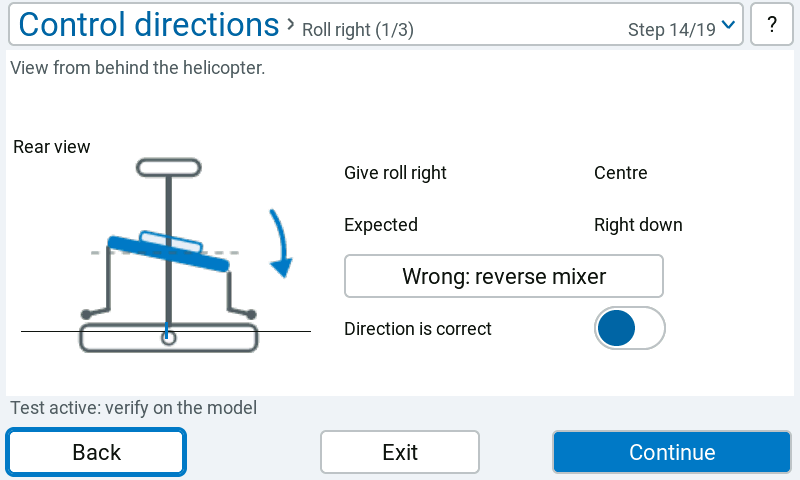 Control directions › Roll right (1/3) Step 14/19 ?
View from behind the helicopter.
Rear view
Give roll right Centre
Expected Right down
Wrong: reverse mixer
Direction is correct
Test active: verify on the model
Back Exit Continue